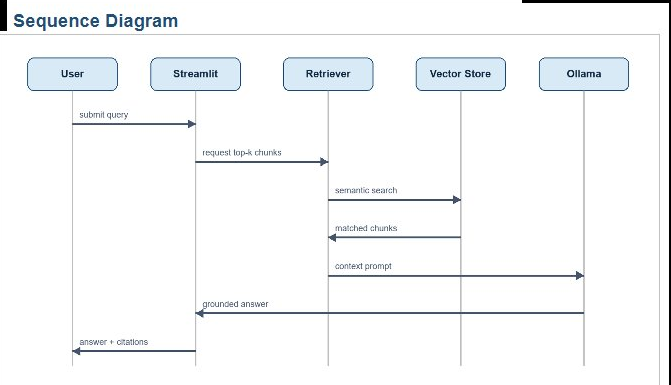 Sequence Diagram
User
Streamlit
Retriever
Vector Store
Ollama
submit query
request top-k chunks
semantic search
matched chunks
context prompt
grounded answer
answer + citations